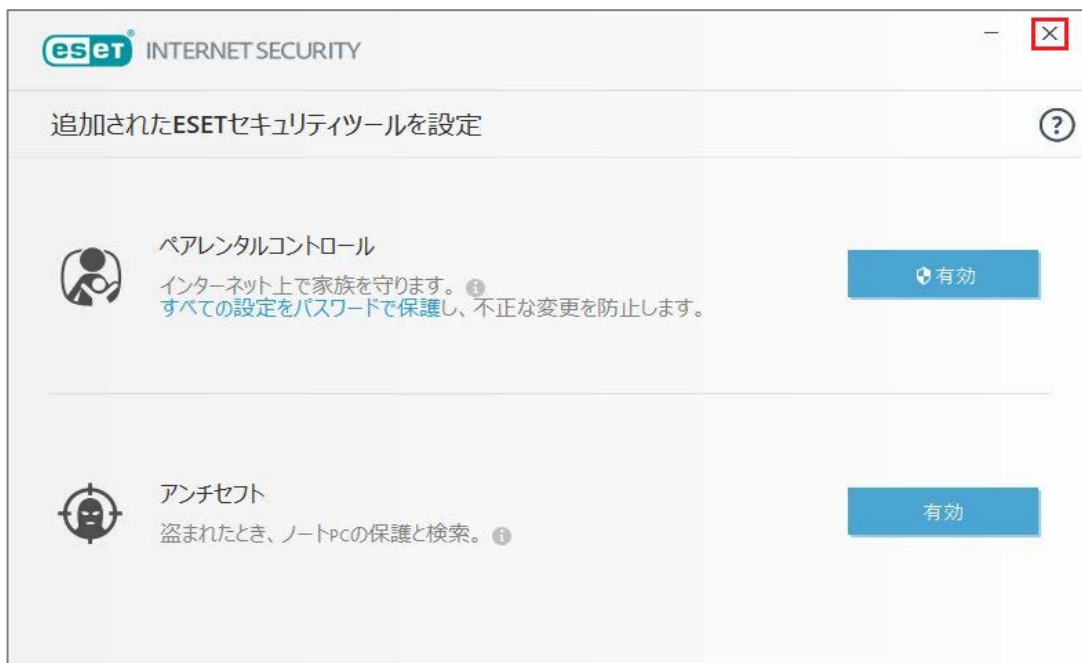 eseT® INTERNET SECURITY
追加されたESETセキュリティツールを設定
ペアレンタルコントロール
インターネット上で家族を守ります。
すべての設定をパスワードで保護し、不正な変更を防止します。
有効
アンチセフト
盗まれたとき、ノートPCの保護と検索。
有効